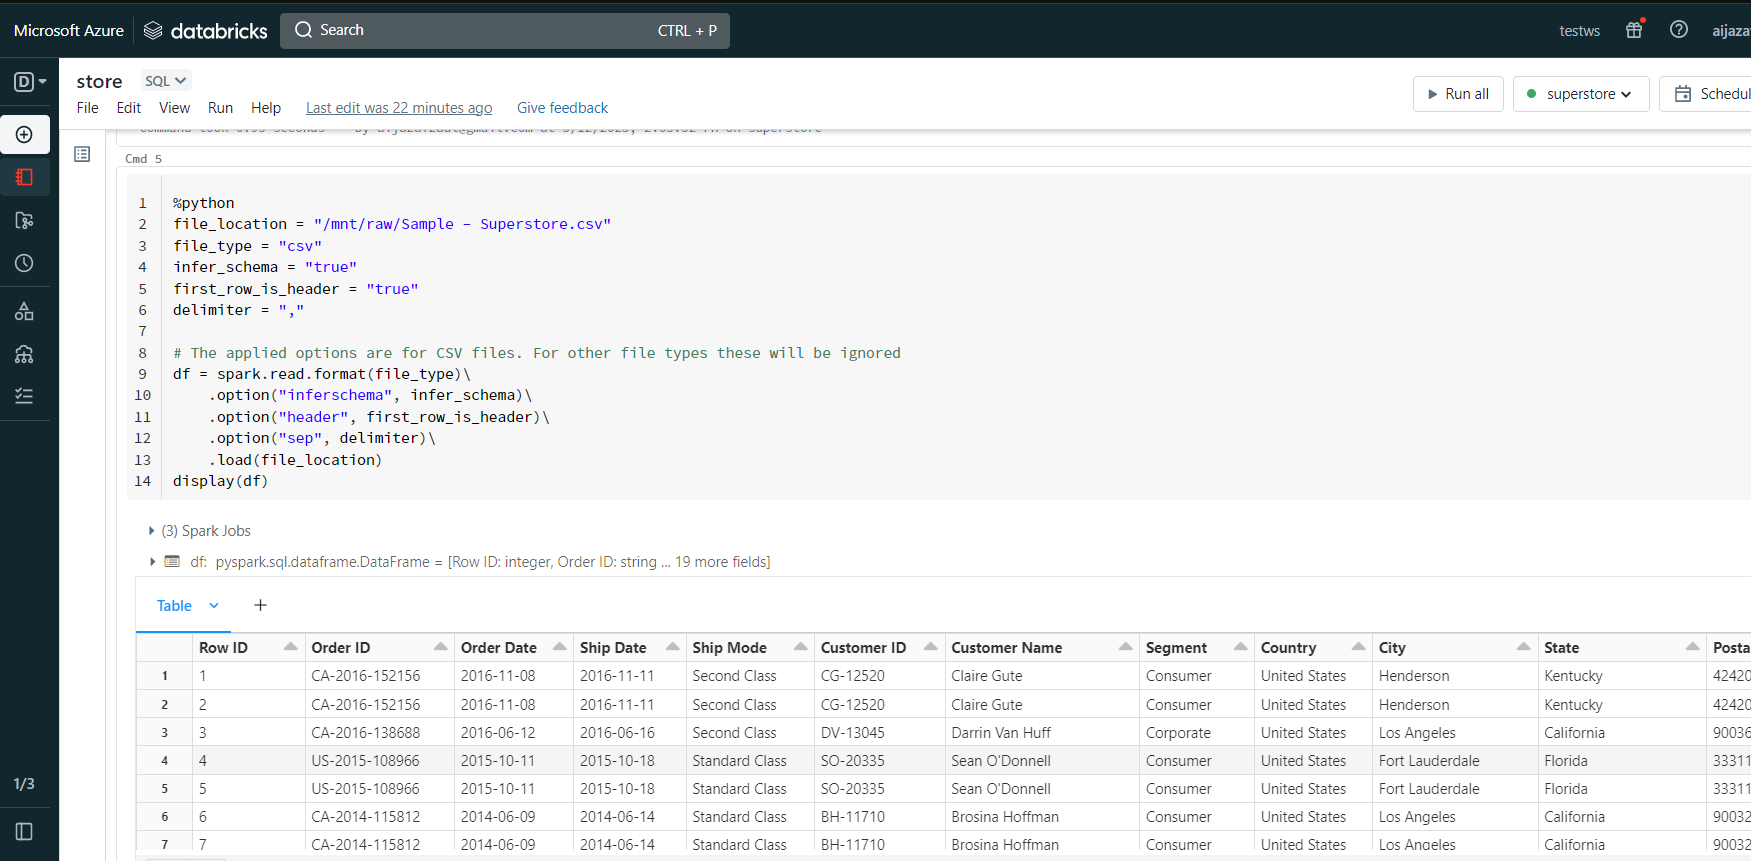 Microsoft Azure databricks Search CTRL + P testws
D store SQL
File Edit View Run Help Last edit was 22 minutes ago Give feedback
Run all superstore Schedul
Cmd 5
1 %python
2 file_location = "/mnt/raw/Sample - Superstore.csv"
3 file_type = "csv"
4 infer_schema = "true"
5 first_row_is_header = "true"
6 delimiter = ","
7
8 # The applied options are for CSV files. For other file types these will be ignored
9 df = spark.read.format(file_type)\
10 .option("inferschema", infer_schema)\
11 .option("header", first_row_is_header)\
12 .option("sep", delimiter)\
13 .load(file_location)
14 display(df)
(3) Spark Jobs
df: pyspark.sql.dataframe.DataFrame = [Row ID: integer, Order ID: string ... 19 more fields]
Table +
Row ID Order ID Order Date Ship Date Ship Mode Customer ID Customer Name Segment Country City State Posta
1 1 CA-2016-152156 2016-11-08 2016-11-11 Second Class CG-12520 Claire Gute Consumer United States Henderson Kentucky 42420
2 2 CA-2016-152156 2016-11-08 2016-11-11 Second Class CG-12520 Claire Gute Consumer United States Henderson Kentucky 42420
3 3 CA-2016-138688 2016-06-12 2016-06-16 Second Class DV-13045 Darrin Van Huff Corporate United States Los Angeles California 90036
4 4 US-2015-108966 2015-10-11 2015-10-18 Standard Class SO-20335 Sean O'Donnell Consumer United States Fort Lauderdale Florida 33311
5 5 US-2015-108966 2015-10-11 2015-10-18 Standard Class SO-20335 Sean O'Donnell Consumer United States Fort Lauderdale Florida 33311
6 6 CA-2014-115812 2014-06-09 2014-06-14 Standard Class BH-11710 Brosina Hoffman Consumer United States Los Angeles California 90032
7 7 CA-2014-115812 2014-06-09 2014-06-14 Standard Class BH-11710 Brosina Hoffman Consumer United States Los Angeles California 90032
1/3